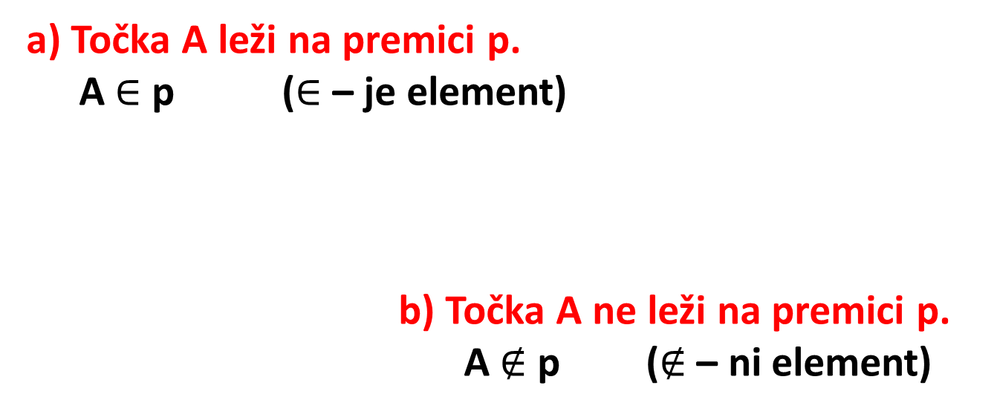 a) Točka A leži na premici p.
A ∈ p (∈ – je element)
b) Točka A ne leži na premici p.
A ∉ p (∉ – ni element)